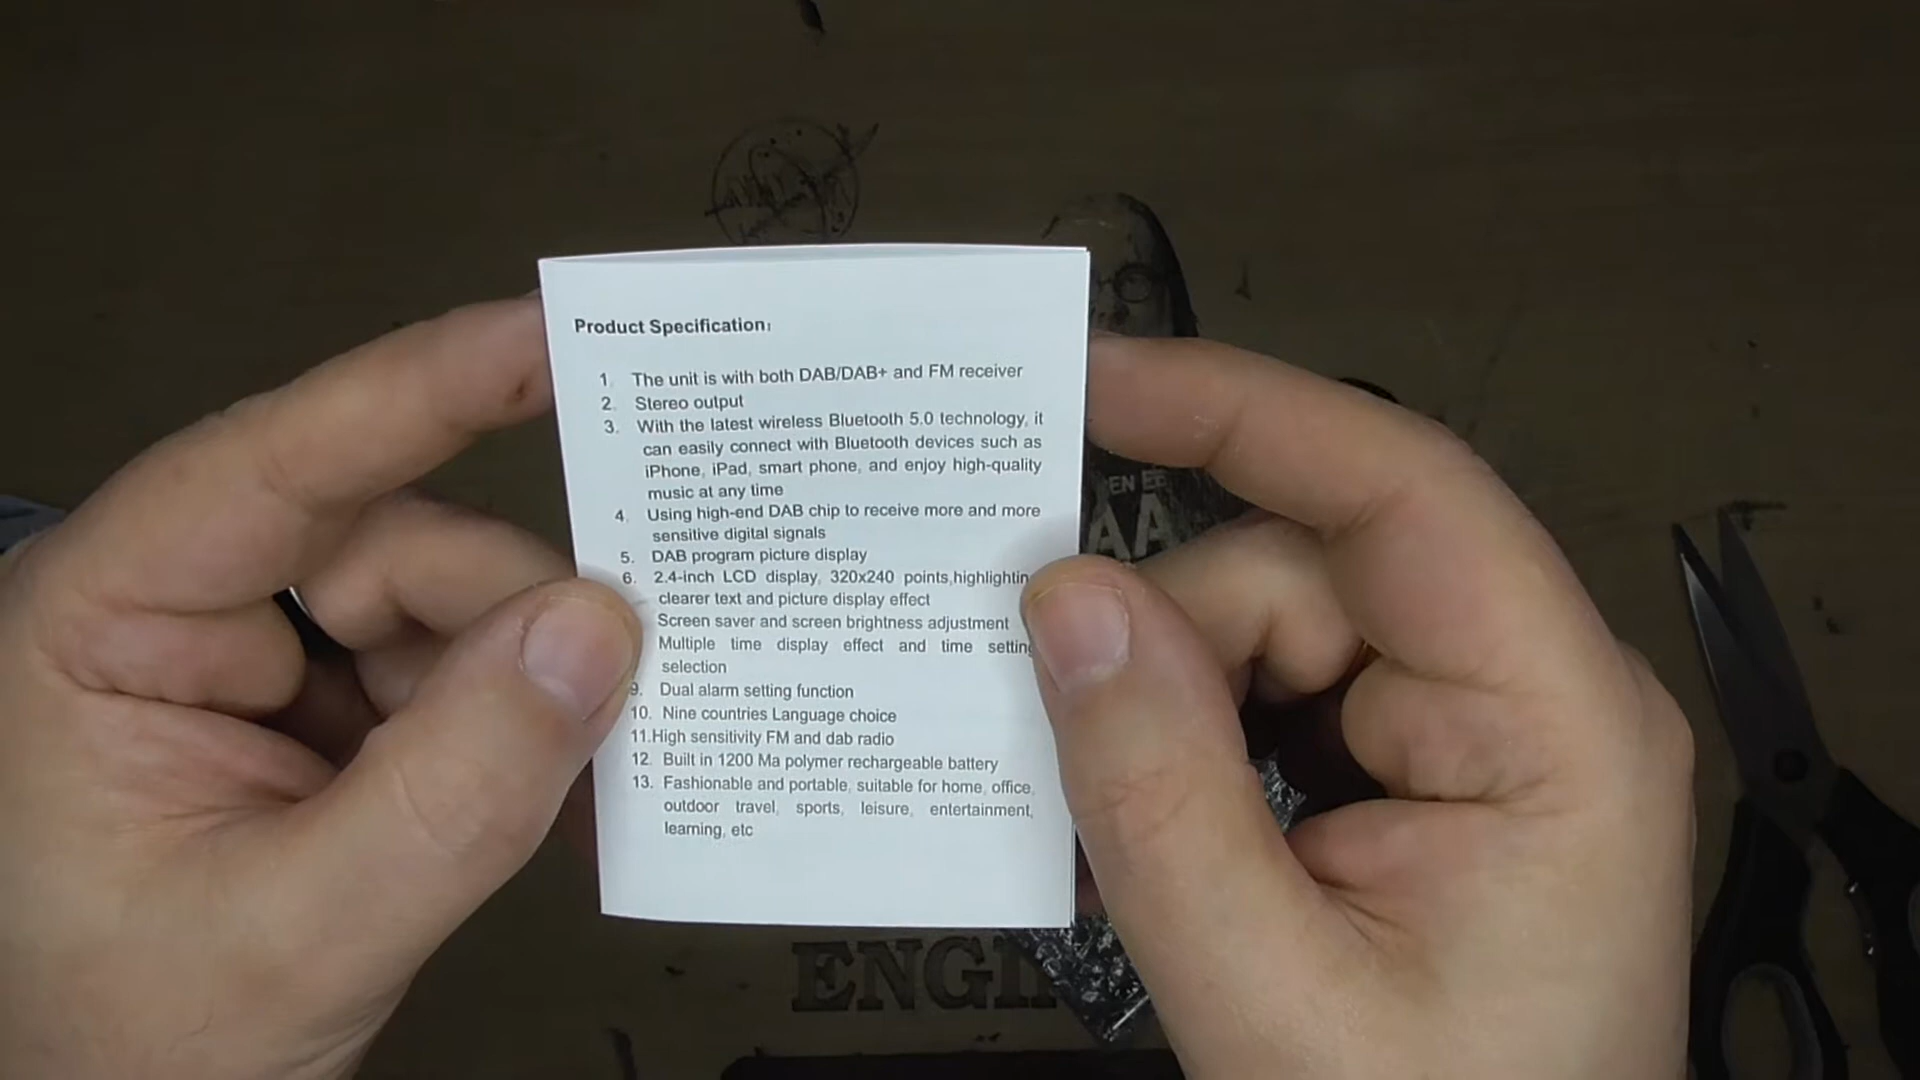 Product Specification:
1. The unit is with both DAB/DAB+ and FM receiver
2. Stereo output
3. With the latest wireless Bluetooth 5.0 technology, it
can easily connect with Bluetooth devices such as
iPhone, iPad, smart phone, and enjoy high-quality
music at any time
4. Using high-end DAB chip to receive more and more
sensitive digital signals
5. DAB program picture display
6. 2.4-inch LCD display, 320x240 points,highlightin
clearer text and picture display effect
Screen saver and screen brightness adjustment
Multiple time display effect and time setting
selection
9. Dual alarm setting function
10. Nine countries Language choice
11.High sensitivity FM and dab radio
12. Built in 1200 Ma polymer rechargeable battery
13. Fashionable and portable, suitable for home, office,
outdoor travel, sports, leisure, entertainment,
learning, etc
EN EE
AA
ENGI